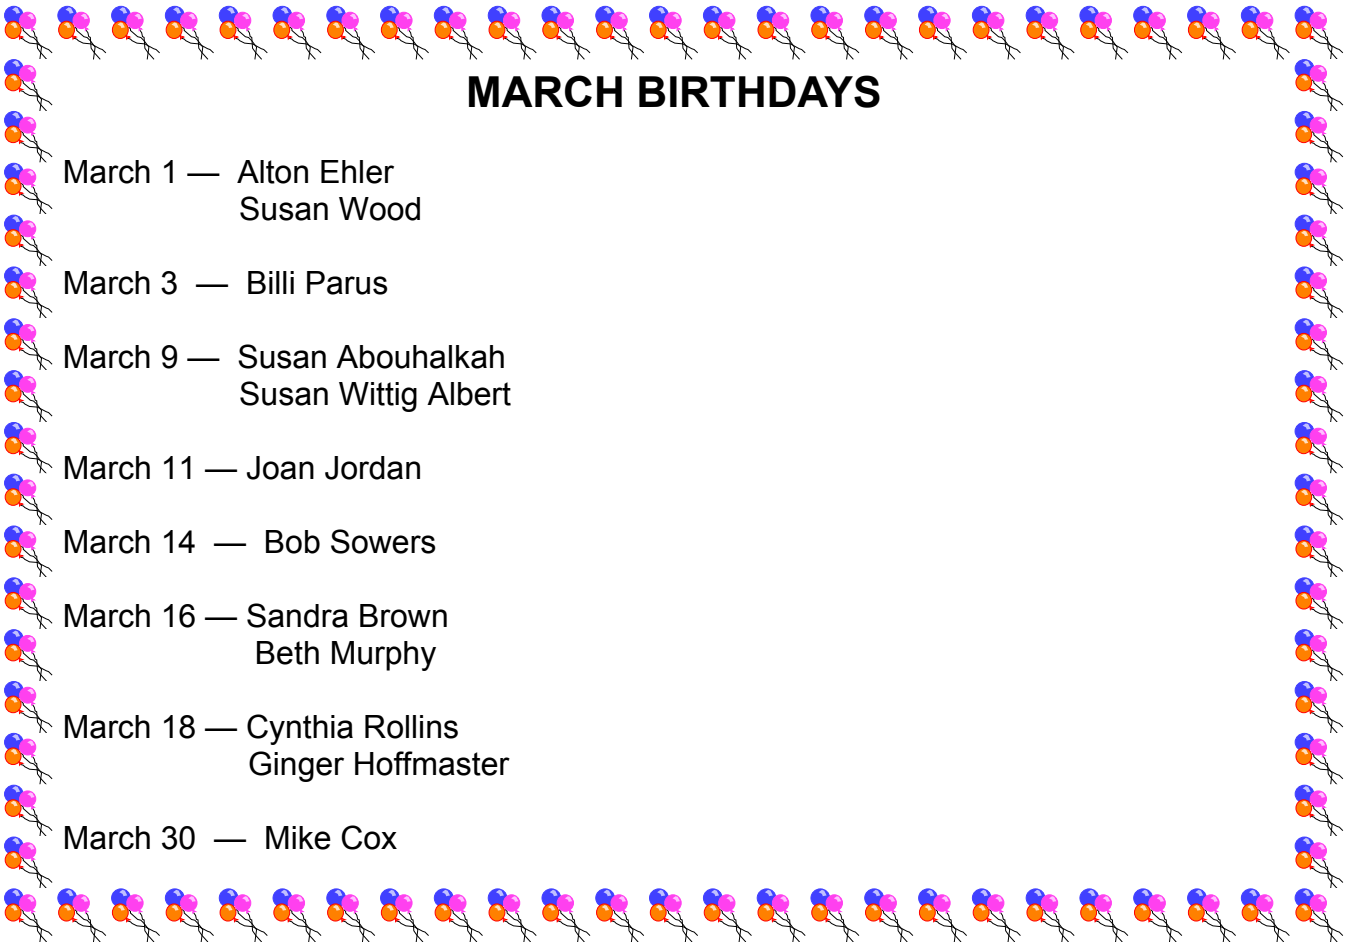 MARCH BIRTHDAYS
March 1 — Alton Ehler
Susan Wood
March 3 — Billi Parus
March 9 — Susan Abouhalkah
Susan Wittig Albert
March 11 — Joan Jordan
March 14 — Bob Sowers
March 16 — Sandra Brown
Beth Murphy
March 18 — Cynthia Rollins
Ginger Hoffmaster
March 30 — Mike Cox